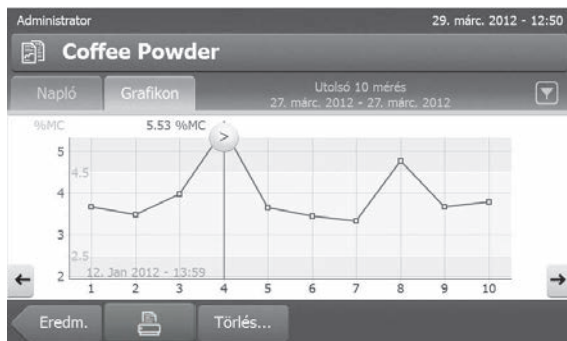 Administrator 29. márc. 2012 - 12:50
Coffee Powder
Napló Grafikon Utolsó 10 mérés
27. márc. 2012 - 27. márc. 2012
%MC 5.53 %MC
5
4.5
4
3
2.5
2 12. Jan 2012 - 13:59
1 2 3 4 5 6 7 8 9 10
Eredm. Törlés...